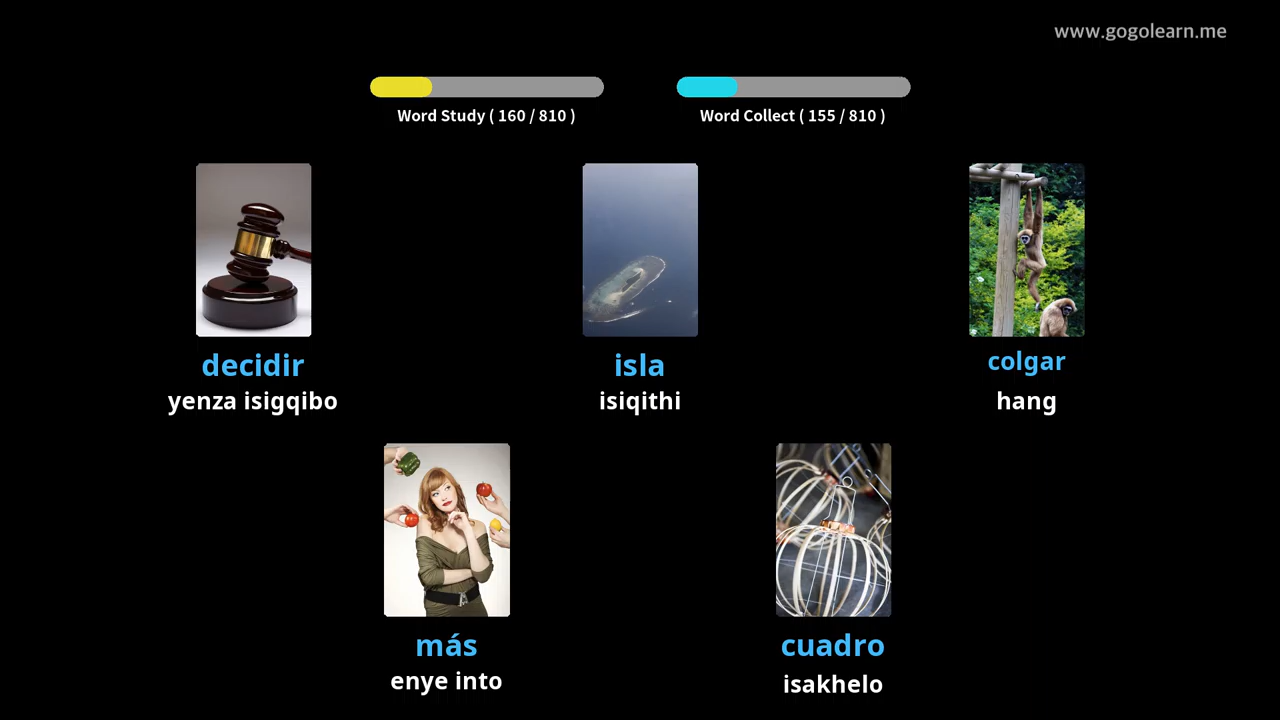 www.gogolearn.me
Word Study ( 160 / 810 )
Word Collect ( 155 / 810 )
decidir
yenza isigqibo
isla
isiqithi
colgar
hang
más
enye into
cuadro
isakhelo